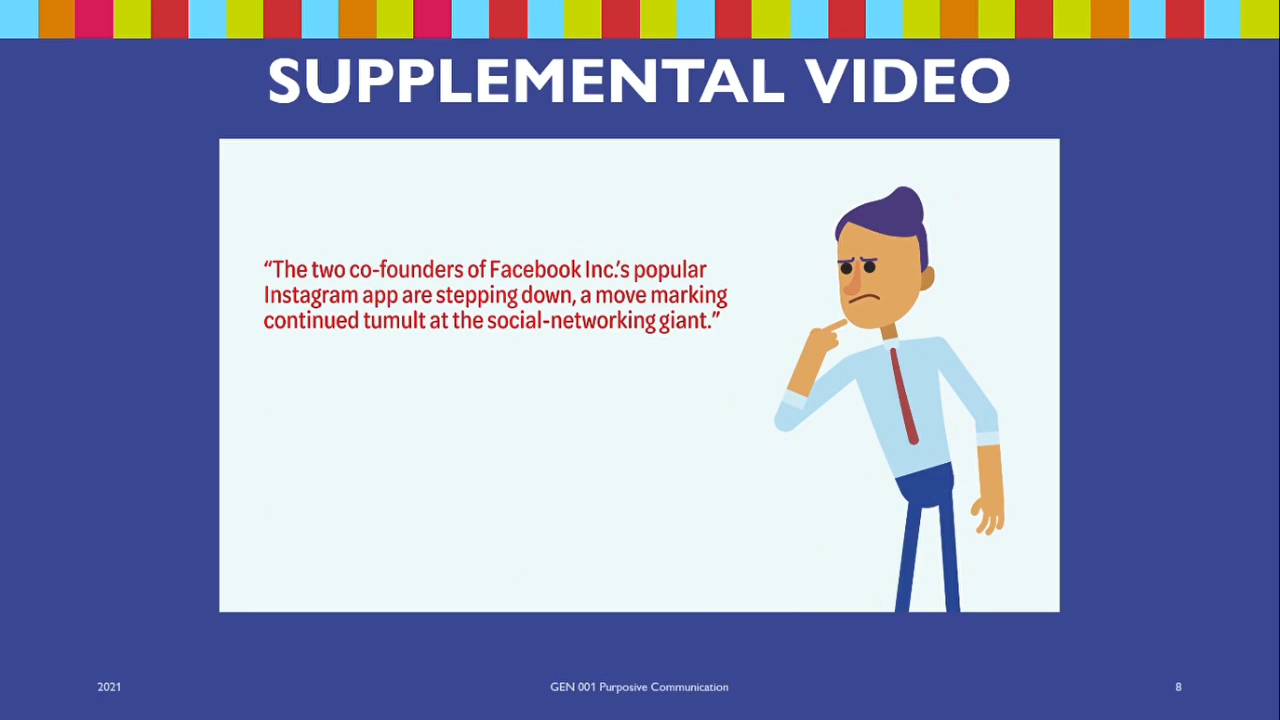 SUPPLEMENTAL VIDEO
“The two co-founders of Facebook Inc.’s popular
Instagram app are stepping down, a move marking
continued tumult at the social-networking giant.”
2021
GEN 001 Purposive Communication
8